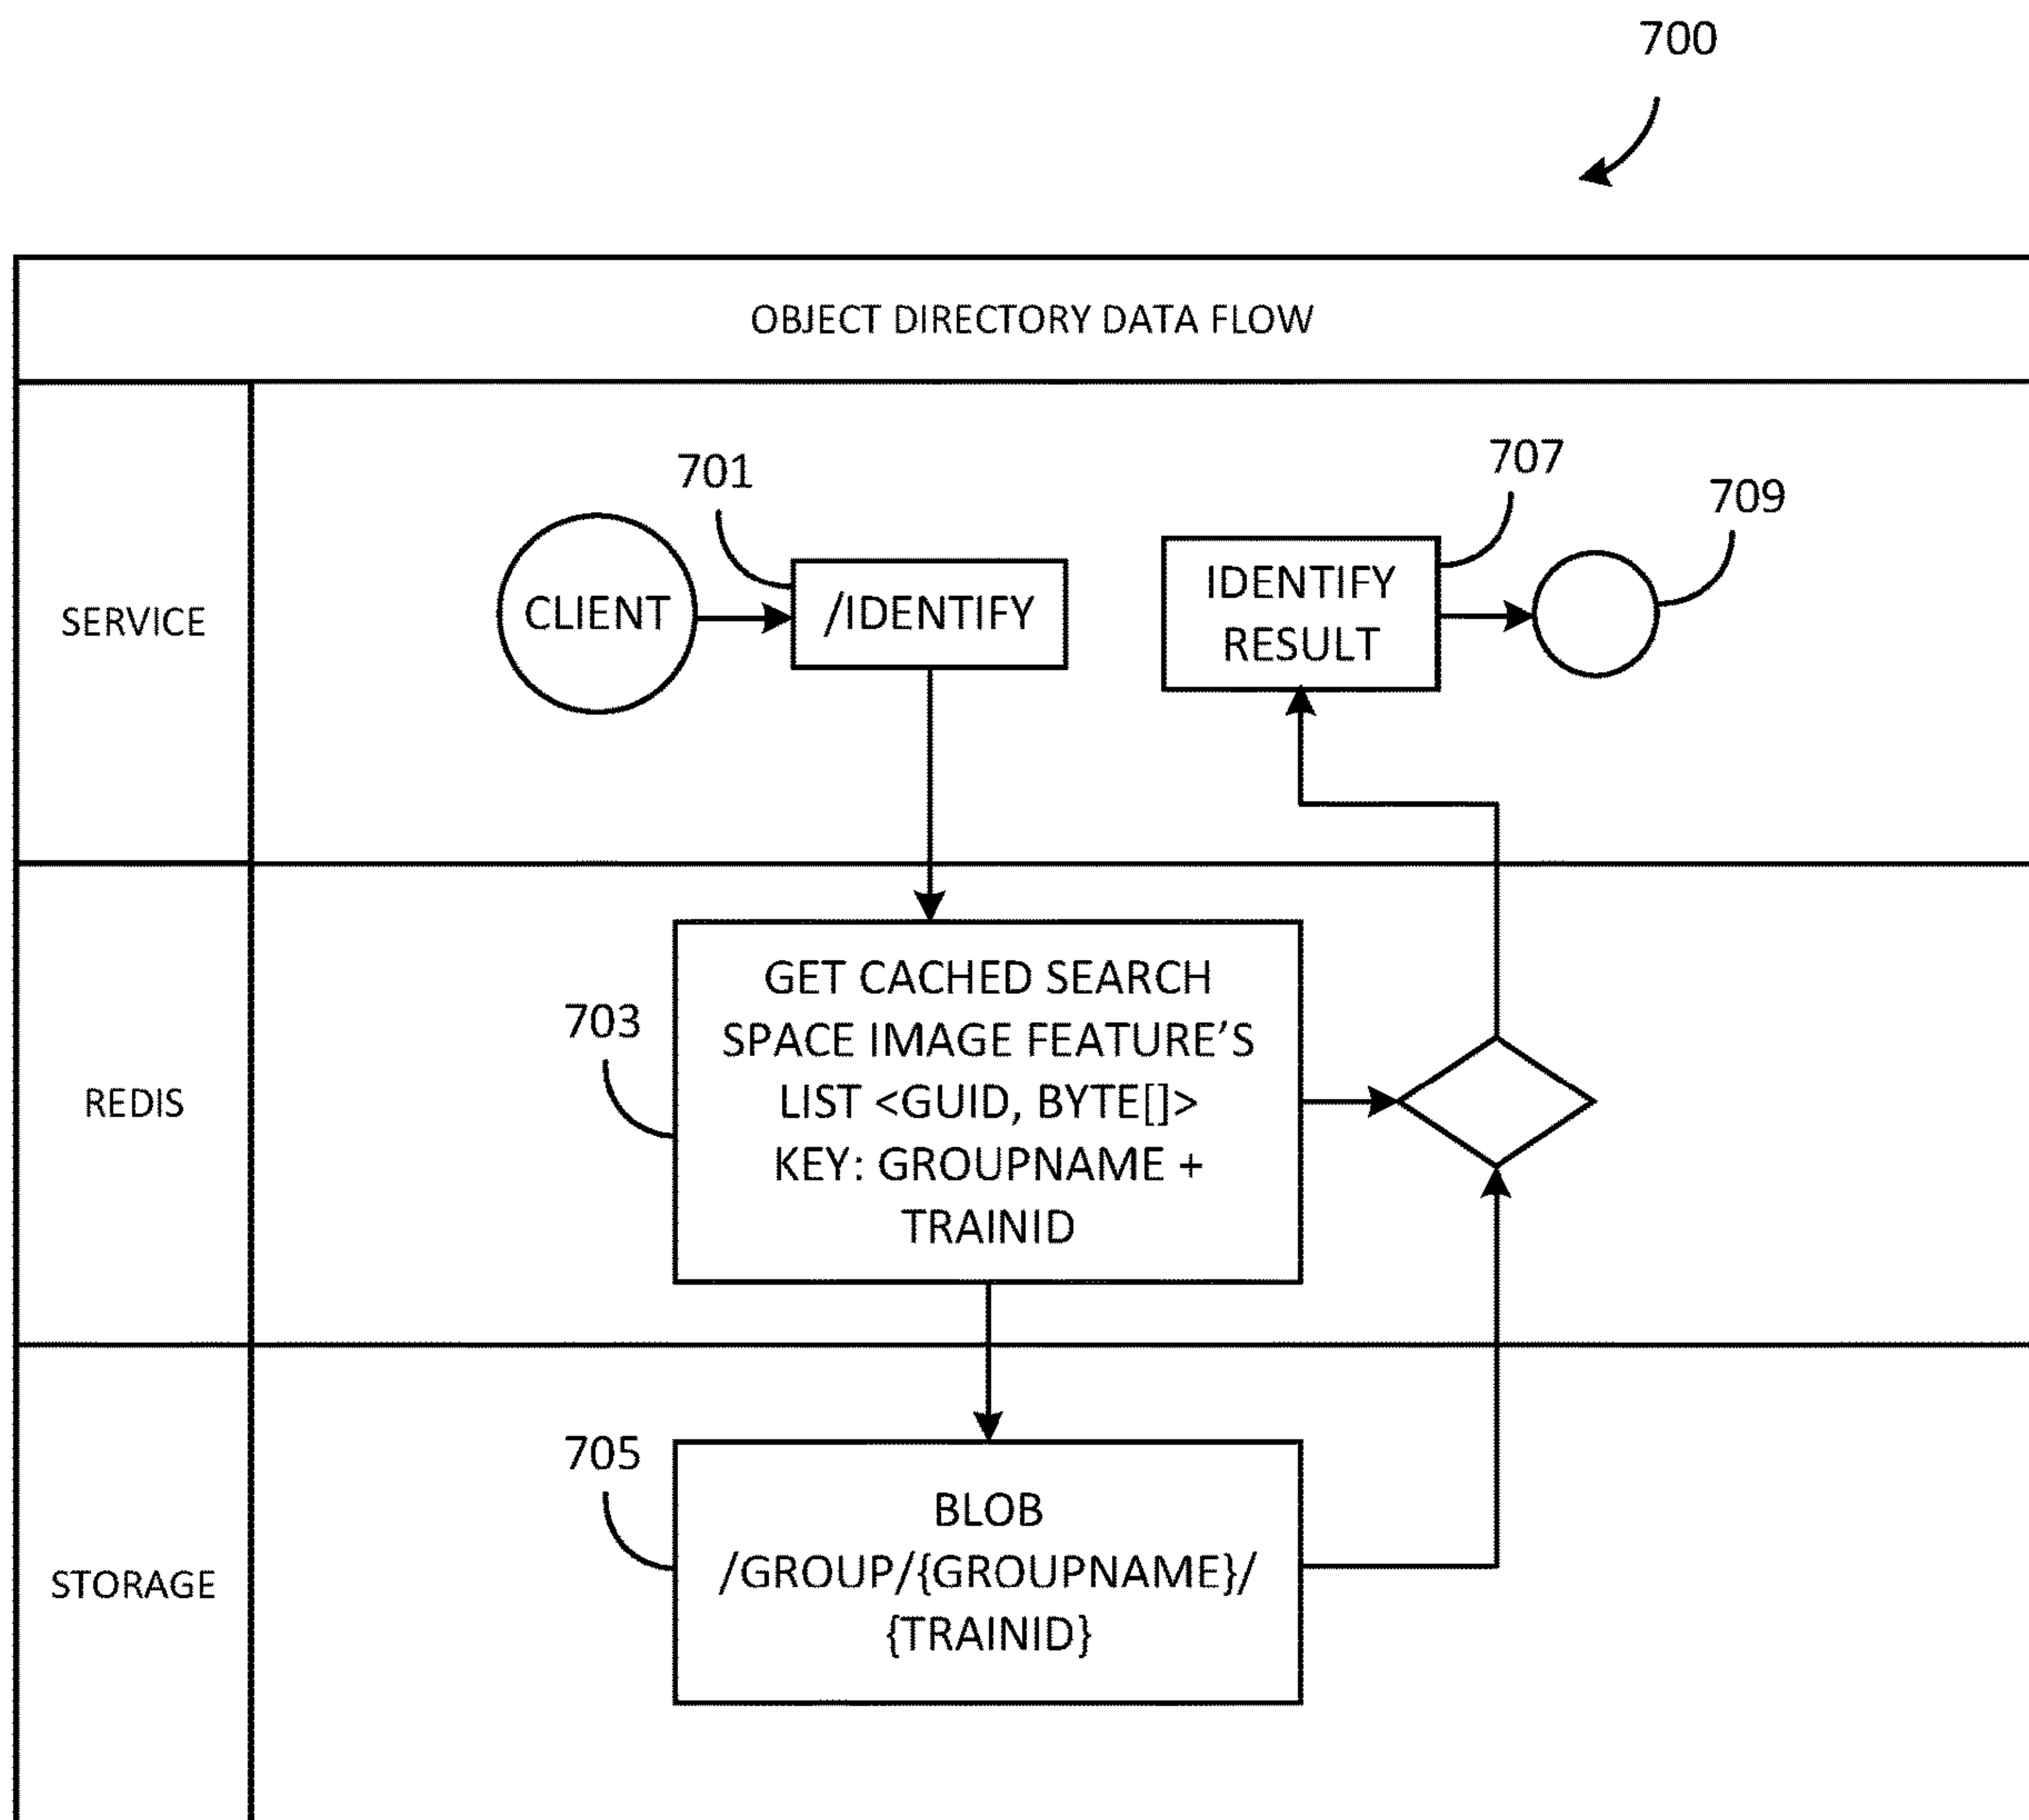 700
OBJECT DIRECTORY DATA FLOW
SERVICE
701
707
709
CLIENT
/IDENTIFY
IDENTIFY
RESULT
REDIS
703
GET CACHED SEARCH
SPACE IMAGE FEATURE'S
LIST <GUID, BYTE[]>
KEY: GROUPNAME +
TRAINID
STORAGE
705
BLOB
/GROUP/{GROUPNAME}/
{TRAINID}